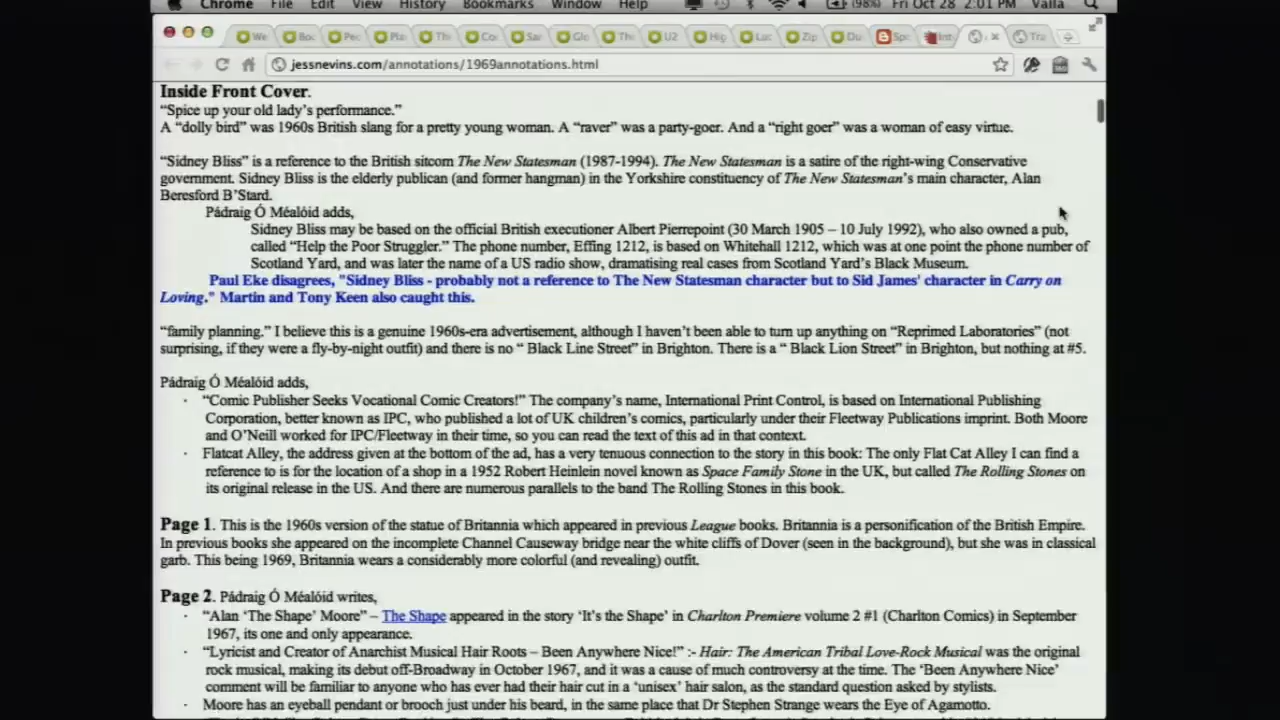 Chrome File Edit View History Bookmarks Window Help (98%) Fri Oct 28 2:01 PM Valla
We Boo Pec Pla Th Co Sar Glo Th U2 Hip Luc Zip Du Spe Int A Tra
jessnevins.com/annotations/1969annotations.html
Inside Front Cover.
“Spice up your old lady’s performance.”
A “dolly bird” was 1960s British slang for a pretty young woman. A “raver” was a party-goer. And a “right goer” was a woman of easy virtue.
“Sidney Bliss” is a reference to the British sitcom The New Statesman (1987-1994). The New Statesman is a satire of the right-wing Conservative
government. Sidney Bliss is the elderly publican (and former hangman) in the Yorkshire constituency of The New Statesman’s main character, Alan
Beresford B’Stard.
Pádraig Ó Méalóid adds,
Sidney Bliss may be based on the official British executioner Albert Pierrepoint (30 March 1905 – 10 July 1992), who also owned a pub,
called “Help the Poor Struggler.” The phone number, Effing 1212, is based on Whitehall 1212, which was at one point the phone number of
Scotland Yard, and was later the name of a US radio show, dramatising real cases from Scotland Yard’s Black Museum.
Paul Eke disagrees, "Sidney Bliss - probably not a reference to The New Statesman character but to Sid James' character in Carry on
Loving." Martin and Tony Keen also caught this.
“family planning.” I believe this is a genuine 1960s-era advertisement, although I haven’t been able to turn up anything on “Reprimed Laboratories” (not
surprising, if they were a fly-by-night outfit) and there is no “ Black Line Street” in Brighton. There is a “ Black Lion Street” in Brighton, but nothing at #5.
Pádraig Ó Méalóid adds,
· “Comic Publisher Seeks Vocational Comic Creators!” The company’s name, International Print Control, is based on International Publishing
Corporation, better known as IPC, who published a lot of UK children’s comics, particularly under their Fleetway Publications imprint. Both Moore
and O’Neill worked for IPC/Fleetway in their time, so you can read the text of this ad in that context.
· Flatcat Alley, the address given at the bottom of the ad, has a very tenuous connection to the story in this book: The only Flat Cat Alley I can find a
reference to is for the location of a shop in a 1952 Robert Heinlein novel known as Space Family Stone in the UK, but called The Rolling Stones on
its original release in the US. And there are numerous parallels to the band The Rolling Stones in this book.
Page 1. This is the 1960s version of the statue of Britannia which appeared in previous League books. Britannia is a personification of the British Empire.
In previous books she appeared on the incomplete Channel Causeway bridge near the white cliffs of Dover (seen in the background), but she was in classical
garb. This being 1969, Britannia wears a considerably more colorful (and revealing) outfit.
Page 2. Pádraig Ó Méalóid writes,
· “Alan ‘The Shape’ Moore” – The Shape appeared in the story ‘It’s the Shape’ in Charlton Premiere volume 2 #1 (Charlton Comics) in September
1967, its one and only appearance.
· “Lyricist and Creator of Anarchist Musical Hair Roots – Been Anywhere Nice!” :- Hair: The American Tribal Love-Rock Musical was the original
rock musical, making its debut off-Broadway in October 1967, and it was a cause of much controversy at the time. The ‘Been Anywhere Nice’
comment will be familiar to anyone who has ever had their hair cut in a ‘unisex’ hair salon, as the standard question asked by stylists.
· Moore has an eyeball pendant or brooch just under his beard, in the same place that Dr Stephen Strange wears the Eye of Agamotto.